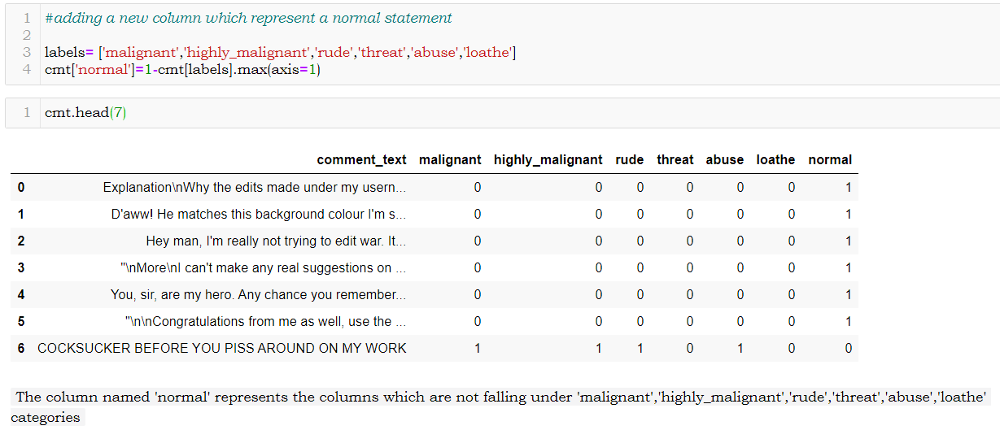 1 #adding a new column which represent a normal statement
2
3 labels= ['malignant','highly_malignant','rude','threat','abuse','loathe']
4 cmt['normal']=1-cmt[labels].max(axis=1)
1 cmt.head(7)
comment_text malignant highly_malignant rude threat abuse loathe normal
0 Explanation\nWhy the edits made under my usern... 0 0 0 0 0 0 1
1 D'aww! He matches this background colour I'm s... 0 0 0 0 0 0 1
2 Hey man, I'm really not trying to edit war. It... 0 0 0 0 0 0 1
3 "\nMore\nI can't make any real suggestions on ... 0 0 0 0 0 0 1
4 You, sir, are my hero. Any chance you remember... 0 0 0 0 0 0 1
5 "\n\nCongratulations from me as well, use the ... 0 0 0 0 0 0 1
6 COCKSUCKER BEFORE YOU PISS AROUND ON MY WORK 1 1 1 0 1 0 0
The column named 'normal' represents the columns which are not falling under 'malignant','highly_malignant','rude','threat','abuse','loathe'
categories